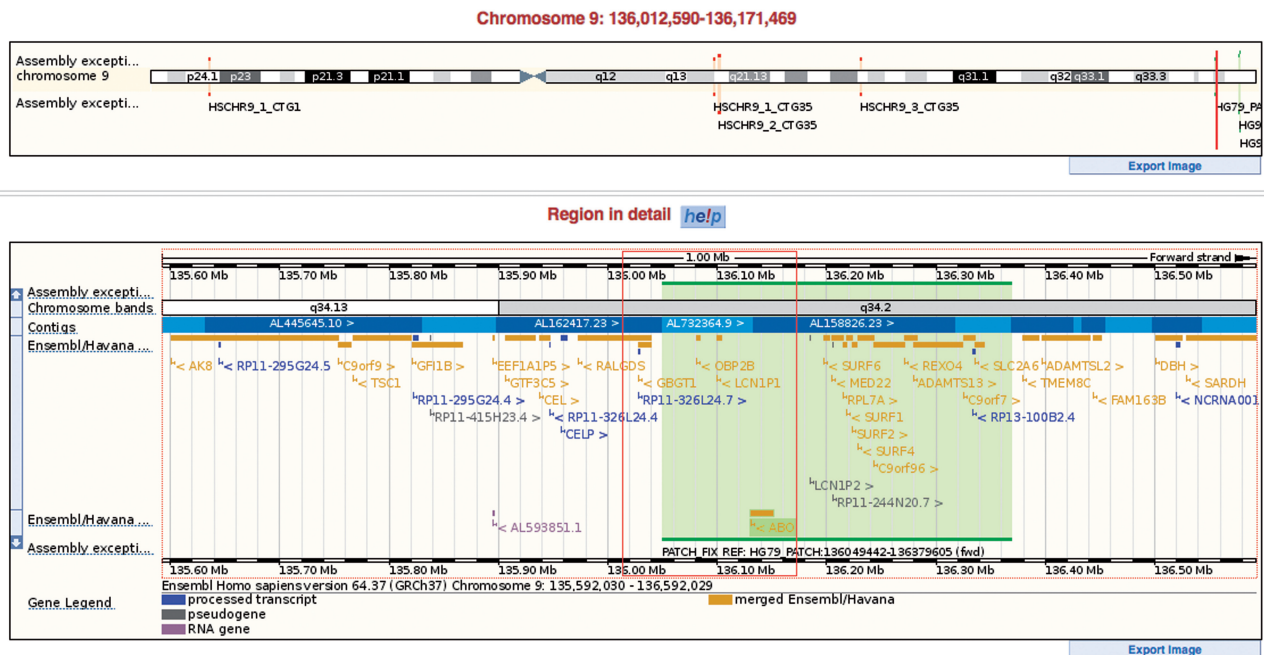 Chromosome 9: 136,012,590-136,171,469
Assembly excepti...
chromosome 9 p24.1 p23 p21.3 p21.1 q12 q13 q21.13 q31.1 q32 q33.1 q33.3
Assembly excepti... HSCHR9_1_CTG1 HSCHR9_1_CTG35 HSCHR9_3_CTG35 HG79_PA
HSCHR9_2_CTG35 HG9
HGS
Export Image
Region in detail help
1.00 Mb Forward strand
135.60 Mb 135.70 Mb 135.80 Mb 135.90 Mb 136.00 Mb 136.10 Mb 136.20 Mb 136.30 Mb 136.40 Mb 136.50 Mb
Assembly excepti...
Chromosome bands q34.13 q34.2
Contigs AL445645.10 > AL162417.23 > AL732364.9 > AL158826.23 >
Ensembl/Havana ...
< AK8 < RP11-295G24.5 C9orf9 > GFI1B > EEF1A1P5 > < RALGDS < OBP2B < SURF6 < REXO4 < SLC2A6 ADAMTSL2 > DBH >
< TSC1 GTF3C5 > < GBGT1 < LCN1P1 < MED22 ADAMTS13 > < TMEM8C < SARDH
RP11-295G24.4 > CEL > RP11-326L24.7 > RPL7A > C9orf7 > < FAM163B < NCRNA001
RP11-415H23.4 > < RP11-326L24.4 < SURF1 < RP13-100B2.4
CELP > SURF2 >
< SURF4
C9orf96 >
LCN1P2 >
RP11-244N20.7 >
Ensembl/Havana ...
< AL593851.1 < ABO
Assembly excepti... PATCH_FIX REF: HG79_PATCH:136049442-136379605 (fwd)
135.60 Mb 135.70 Mb 135.80 Mb 135.90 Mb 136.00 Mb 136.10 Mb 136.20 Mb 136.30 Mb 136.40 Mb 136.50 Mb
Ensembl Homo sapiens version 64.37 (GRCh37) Chromosome 9: 135,592,030 - 136,592,029
Gene Legend processed transcript merged Ensembl/Havana
pseudogene
RNA gene
Export Image